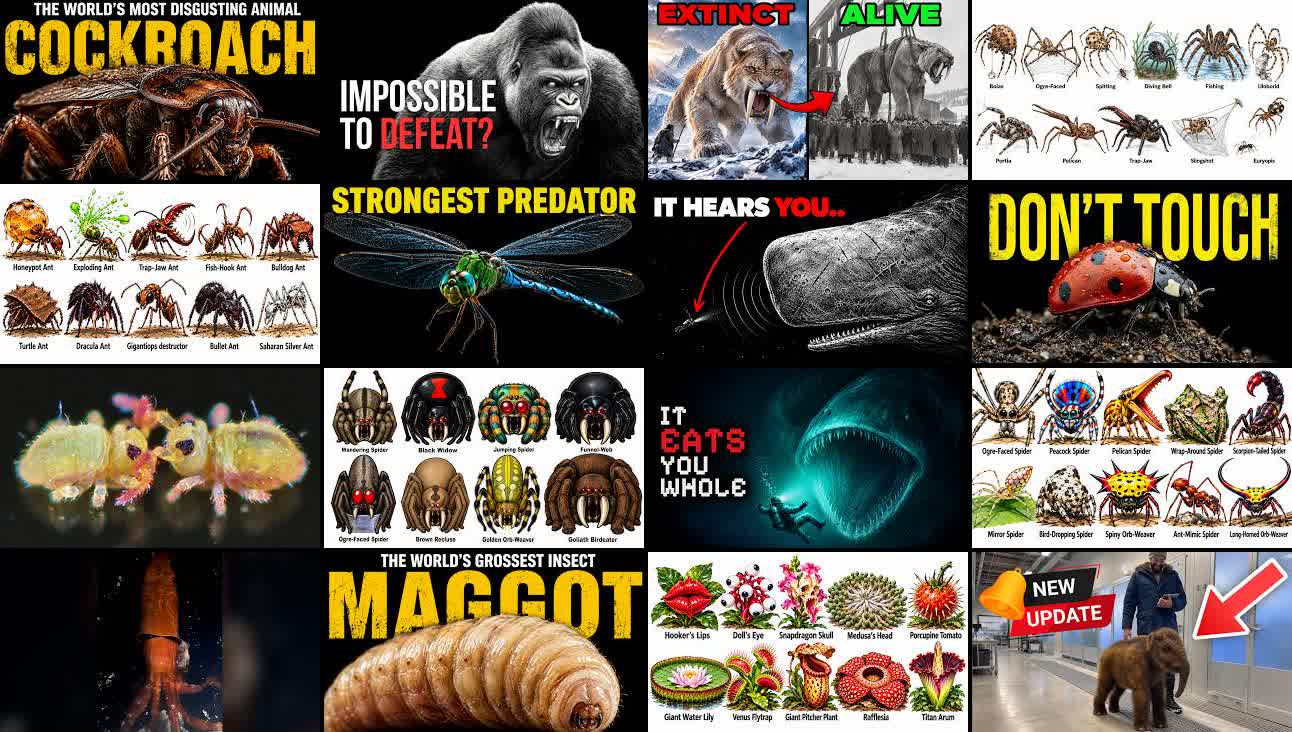 THE WORLD'S MOST DISGUSTING ANIMAL
COCKROACH
IMPOSSIBLE
TO DEFEAT?
EXTINCT
ALIVE
Bolas
Ogre-Faced
Spitting
Diving Bell
Fishing
Portia
Pelican
Trap-Jaw
Slingshot
Euryopis
Honeypot Ant
Exploding Ant
Trap-Jaw Ant
Fish-Hook Ant
Bulldog Ant
Turtle Ant
Dracula Ant
Gigantiops destructor
Bullet Ant
Saharan Silver Ant
STRONGEST PREDATOR
IT HEARS YOU..
DON'T TOUCH
Wandering Spider
Black Widow
Jumping Spider
Funnel-Web
Ogre-Faced Spider
Brown Recluse
Golden Orb-Weaver
Goliath Birdeater
IT
EATS
YOU
WHOLE
Ogre-Faced Spider
Peacock Spider
Pelican Spider
Wrap-Around Spider
Scorpion-Tailed Spider
Mirror Spider
Bird-Dropping Spider
Spiny Orb-Weaver
Ant-Mimic Spider
Long-Horned Orb-Weaver
THE WORLD'S GROSSEST INSECT
MAGGOT
Hooker's Lips
Doll's Eye
Snapdragon Skull
Medusa's Head
Porcupine Tomato
Giant Water Lily
Venus Flytrap
Giant Pitcher Plant
Rafflesia
Titan Arum
NEW
UPDATE